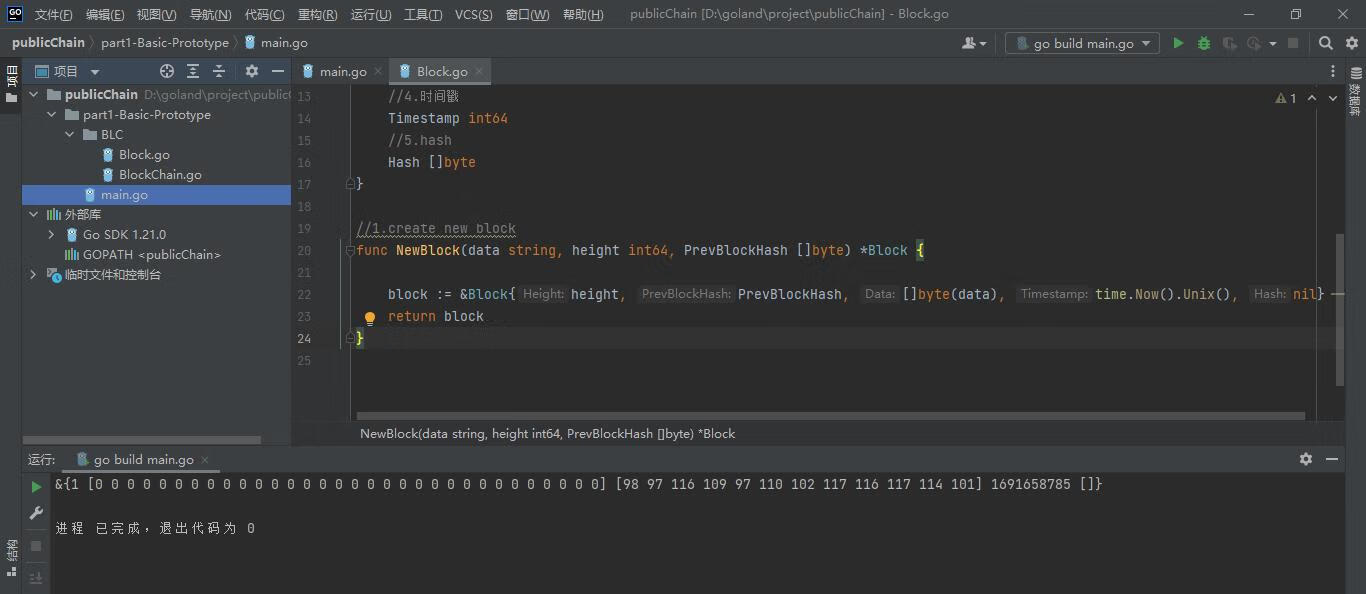 GO 文件(F) 编辑(E) 视图(V) 导航(N) 代码(C) 重构(R) 运行(U) 工具(T) VCS(S) 窗口(W) 帮助(H) publicChain [D:\goland\project\publicChain] - Block.go
publicChain part1-Basic-Prototype main.go go build main.go
项目
项目 main.go Block.go
publicChain D:\goland\project\public
part1-Basic-Prototype
BLC
Block.go
BlockChain.go
main.go
外部库
Go SDK 1.21.0
GOPATH <publicChain>
临时文件和控制台
13 //4.时间戳
14 Timestamp int64
15 //5.hash
16 Hash []byte
17 }
18
19 //1.create new block
20 func NewBlock(data string, height int64, PrevBlockHash []byte) *Block {
21
22 block := &Block{ Height: height, PrevBlockHash: PrevBlockHash, Data: []byte(data), Timestamp: time.Now().Unix(), Hash: nil}
23 return block
24 }
25
1
数据库
NewBlock(data string, height int64, PrevBlockHash []byte) *Block
运行: go build main.go
&{1 [0 0 0 0 0 0 0 0 0 0 0 0 0 0 0 0 0 0 0 0 0 0 0 0 0 0 0 0 0 0 0 0] [98 97 116 109 97 110 102 117 116 117 114 101] 1691658785 []}
进程 已完成，退出代码为 0
结构